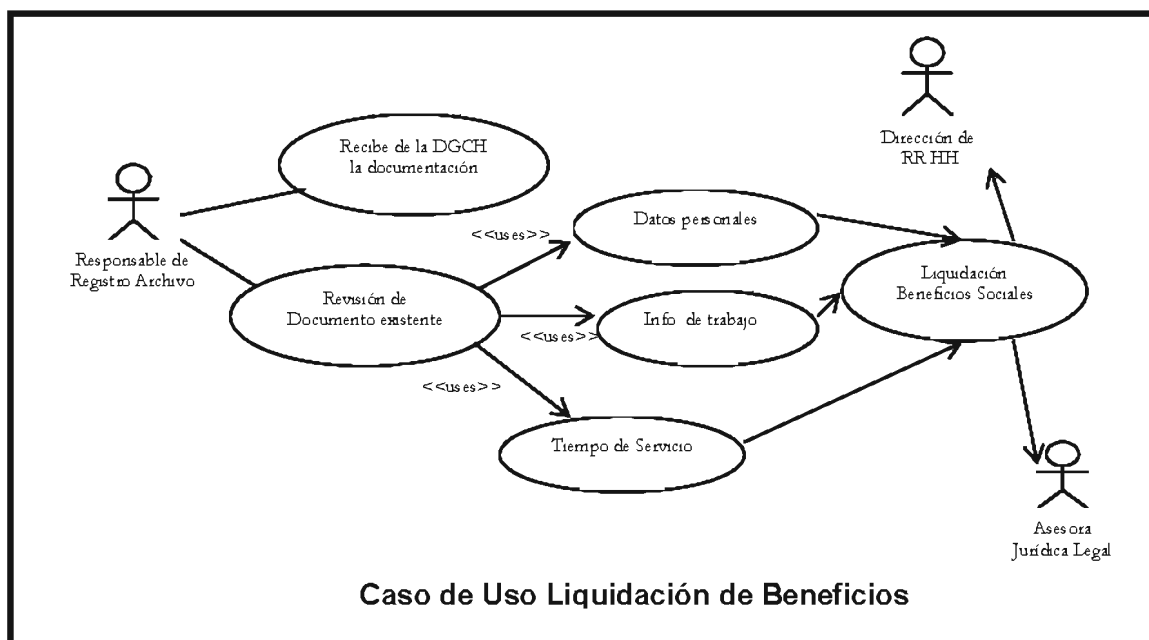 Dirección de
RR HH
Recibe de la DGCH
la documentación
Responsable de
Registro Archivo
Datos personales
<<uses>>
Revisión de
Documento existente
Info de trabajo
<<uses>>
Liquidación
Beneficios Sociales
<<uses>>
Tiempo de Servicio
Asesora
Jurídica Legal
Caso de Uso Liquidación de Beneficios